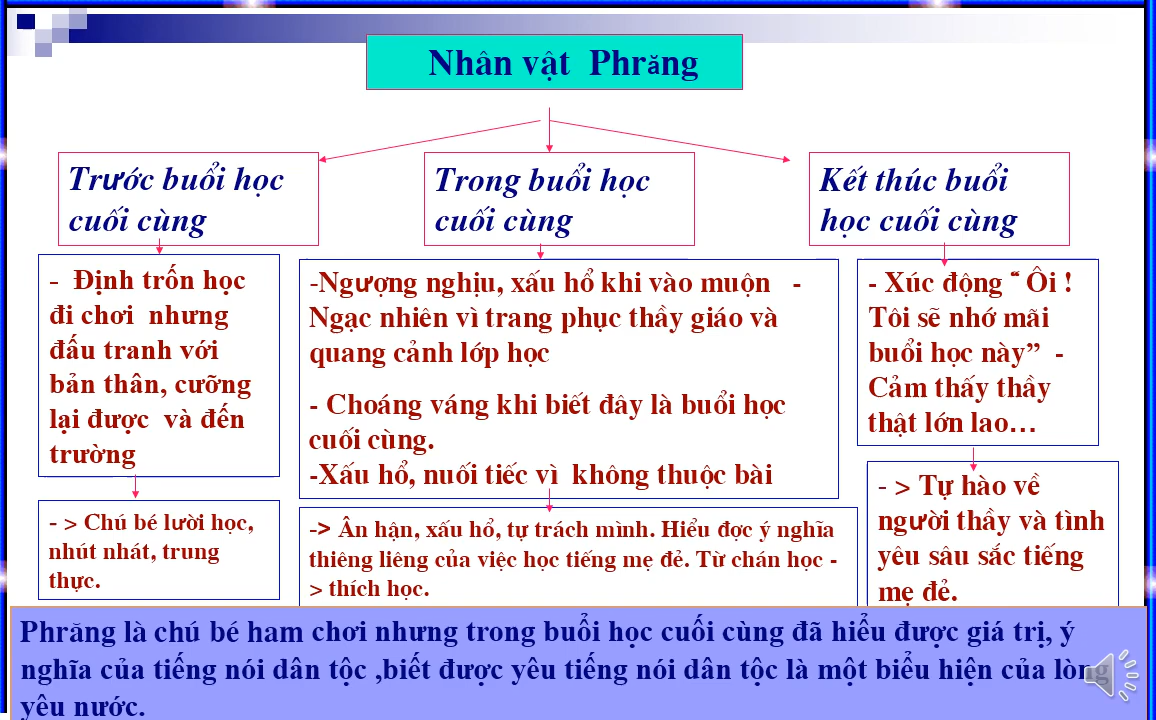 Nhân vật Phrăng
Trước buổi học
cuối cùng
Trong buổi học
cuối cùng
Kết thúc buổi
học cuối cùng
- Định trốn học
đi chơi nhưng
đấu tranh với
bản thân, cưỡng
lại được và đến
trường
-Ngượng nghịu, xấu hổ khi vào muộn -
Ngạc nhiên vì trang phục thầy giáo và
quang cảnh lớp học
- Choáng váng khi biết đây là buổi học
cuối cùng.
-Xấu hổ, nuối tiếc vì không thuộc bài
- Xúc động “ Ôi !
Tôi sẽ nhớ mãi
buổi học này” -
Cảm thấy thầy
thật lớn lao…
- > Chú bé lười học,
nhút nhát, trung
thực.
-> Ân hận, xấu hổ, tự trách mình. Hiểu đợc ý nghĩa
thiêng liêng của việc học tiếng mẹ đẻ. Từ chán học -
> thích học.
- > Tự hào về
người thầy và tình
yêu sâu sắc tiếng
mẹ đẻ.
Phrăng là chú bé ham chơi nhưng trong buổi học cuối cùng đã hiểu được giá trị, ý
nghĩa của tiếng nói dân tộc ,biết được yêu tiếng nói dân tộc là một biểu hiện của lòng
yêu nước.